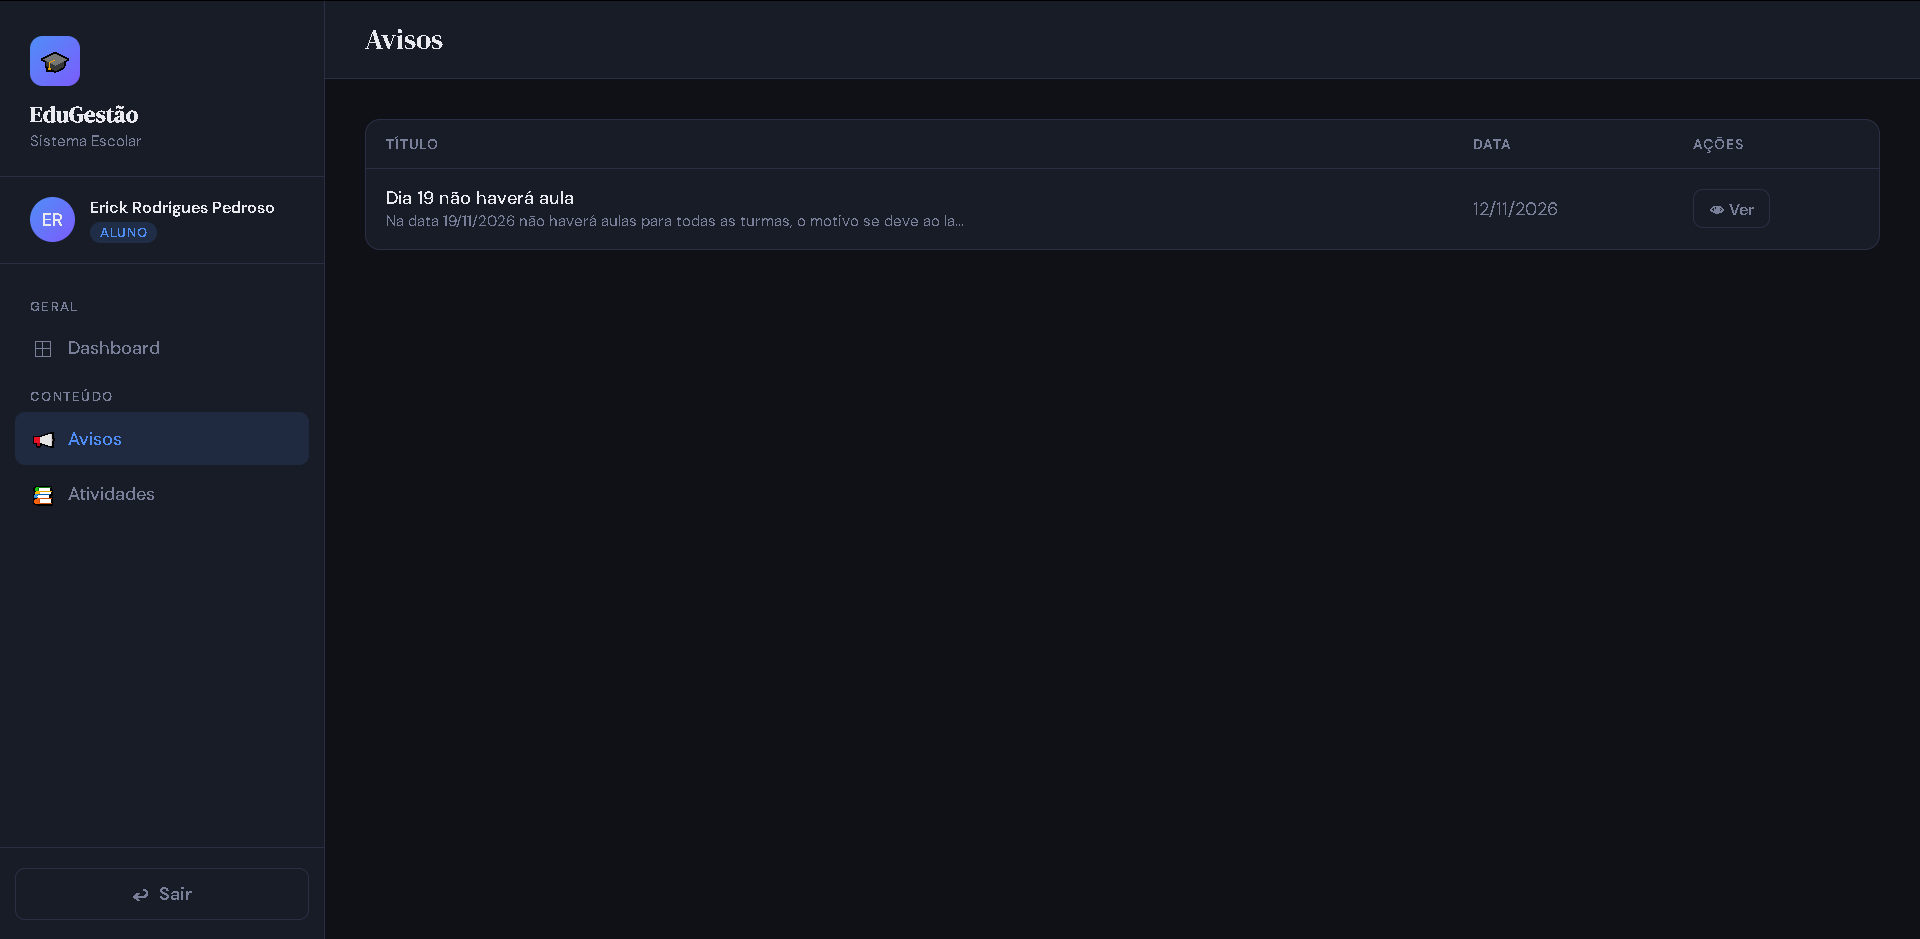 EduGestão
Sistema Escolar
ER
Erick Rodrigues Pedroso
ALUNO
GERAL
Dashboard
CONTEÚDO
Avisos
Atividades
Sair
Avisos
TÍTULO DATA AÇÕES
Dia 19 não haverá aula
Na data 19/11/2026 não haverá aulas para todas as turmas, o motivo se deve ao la...
12/11/2026
Ver